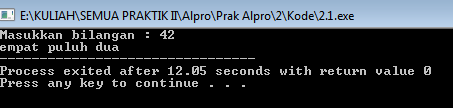 E:\KULIAH\SEMUA PRAKTIK II\Alpro\Prak Alpro\2\Kode\2.1.exe
Masukkan bilangan : 42
empat puluh dua
--------------------------------
Process exited after 12.05 seconds with return value 0
Press any key to continue . . .